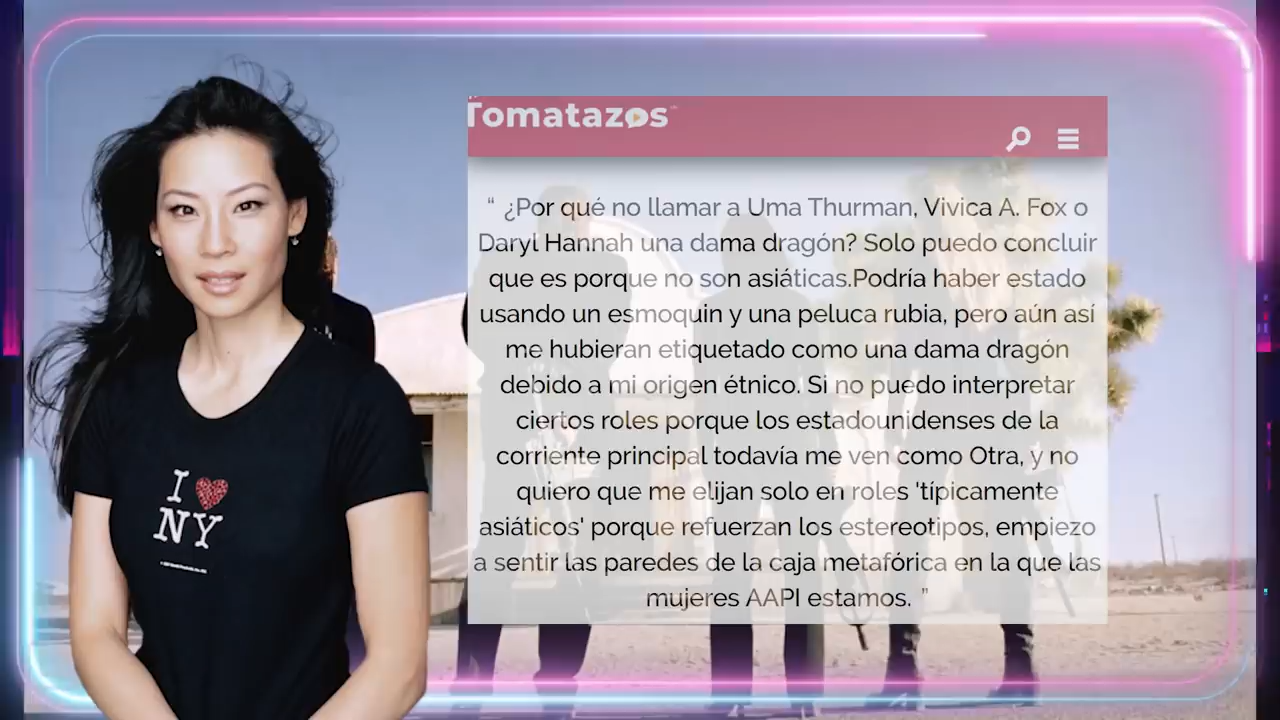 Tomatazos
“ ¿Por qué no llamar a Uma Thurman, Vivica A. Fox o
Daryl Hannah una dama dragón? Solo puedo concluir
que es porque no son asiáticas.Podría haber estado
usando un esmoquin y una peluca rubia, pero aún así
me hubieran etiquetado como una dama dragón
debido a mi origen étnico. Si no puedo interpretar
ciertos roles porque los estadounidenses de la
corriente principal todavía me ven como Otra, y no
quiero que me elijan solo en roles 'típicamente
asiáticos' porque refuerzan los estereotipos, empiezo
a sentir las paredes de la caja metafórica en la que las
mujeres AAPI estamos. ”
I
NY